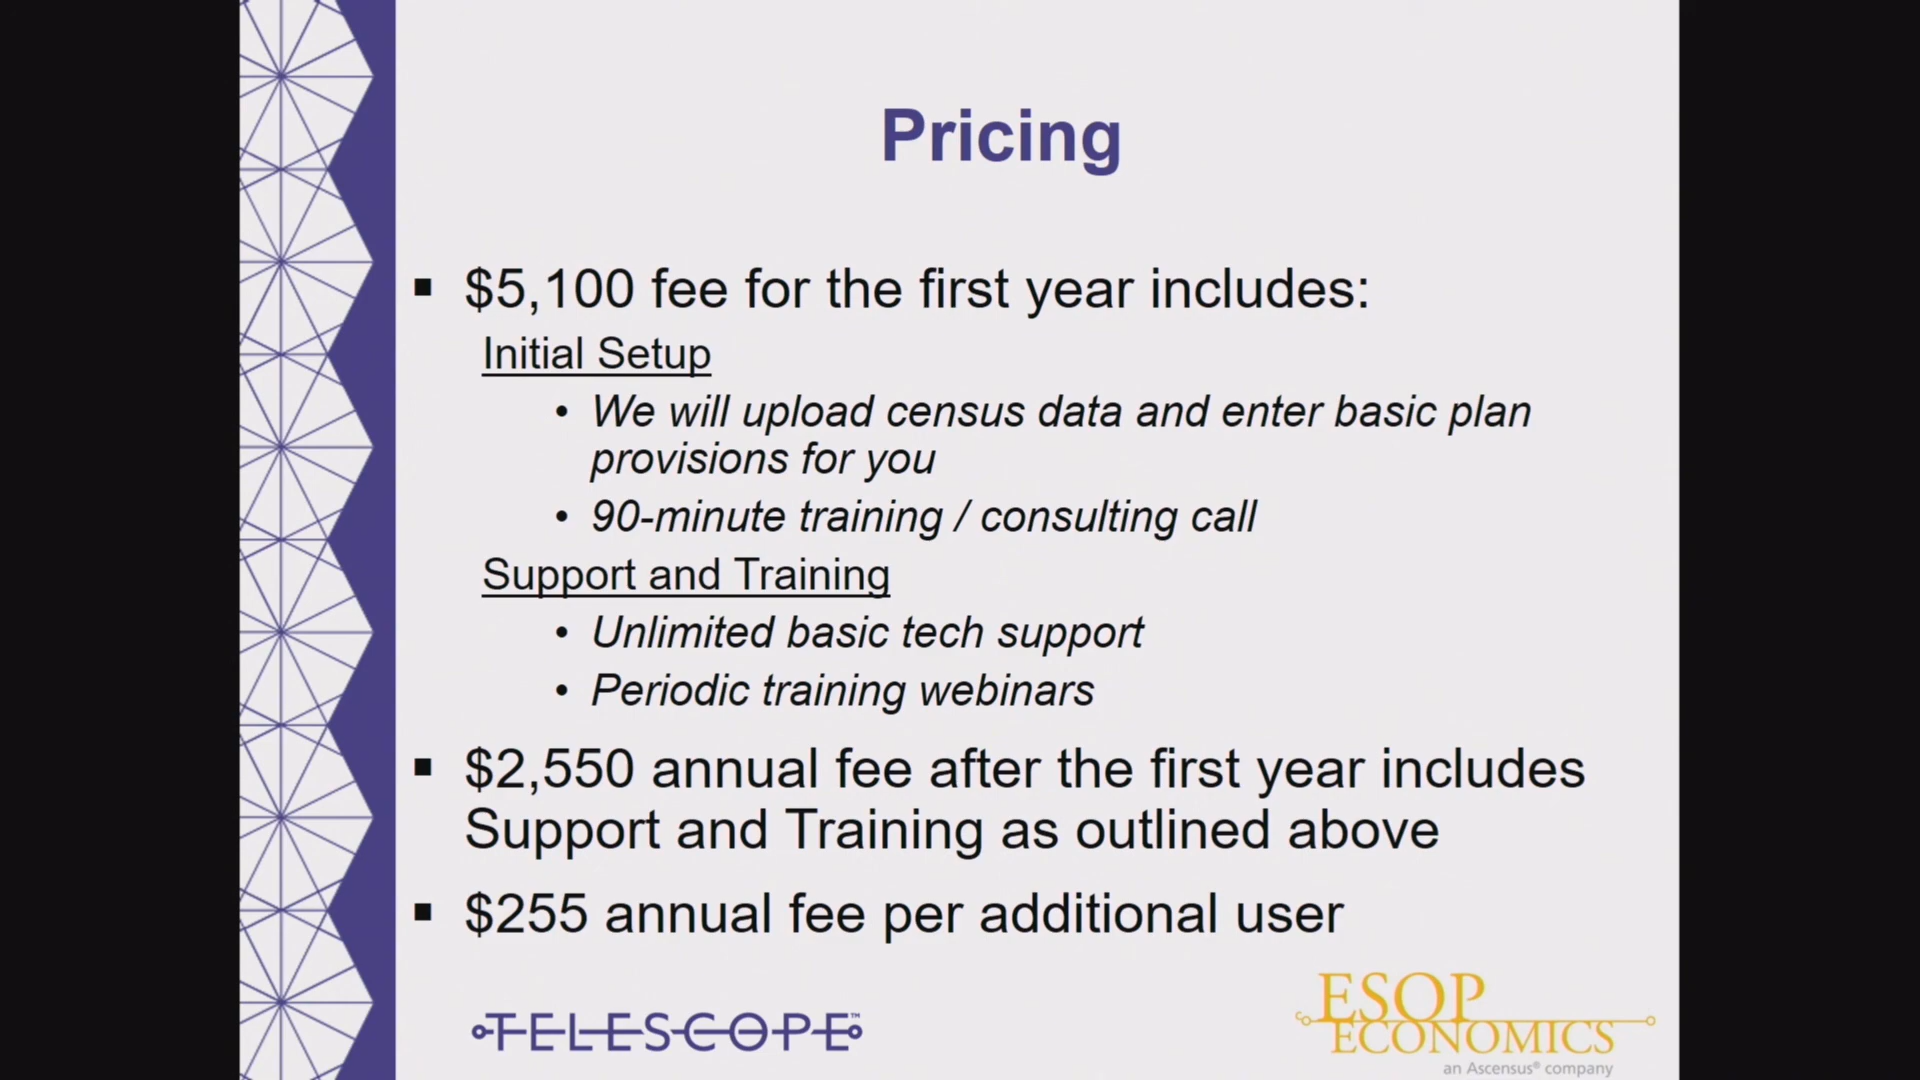 Pricing
▪ $5,100 fee for the first year includes:
Initial Setup
• We will upload census data and enter basic plan
provisions for you
• 90-minute training / consulting call
Support and Training
• Unlimited basic tech support
• Periodic training webinars
▪ $2,550 annual fee after the first year includes
Support and Training as outlined above
▪ $255 annual fee per additional user
TELESCOPE™
ESOP
ECONOMICS
an Ascensus® company